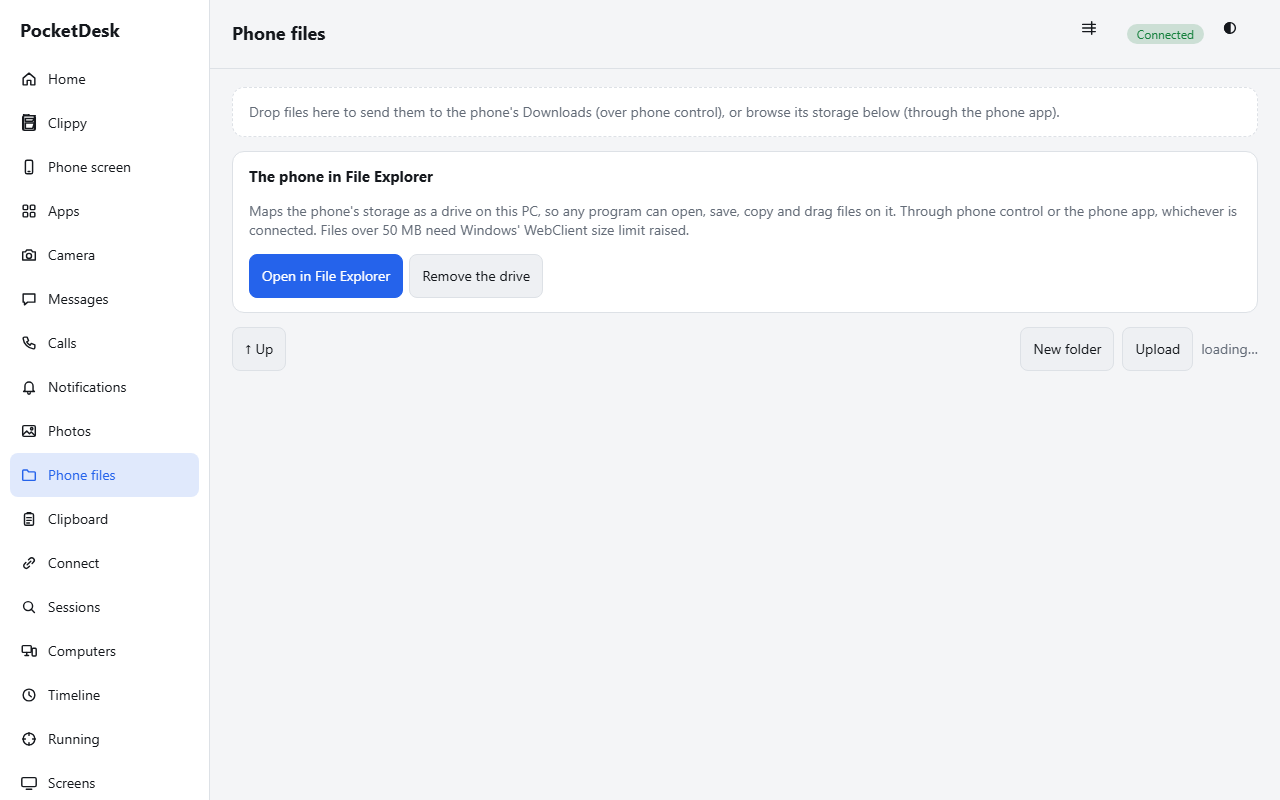 PocketDesk
Home
Clippy
Phone screen
Apps
Camera
Messages
Calls
Notifications
Photos
Phone files
Clipboard
Connect
Sessions
Computers
Timeline
Running
Screens
Phone files
Connected
Drop files here to send them to the phone's Downloads (over phone control), or browse its storage below (through the phone app).
The phone in File Explorer
Maps the phone's storage as a drive on this PC, so any program can open, save, copy and drag files on it. Through phone control or the phone app, whichever is
connected. Files over 50 MB need Windows' WebClient size limit raised.
Open in File Explorer
Remove the drive
↑ Up
New folder
Upload
loading...